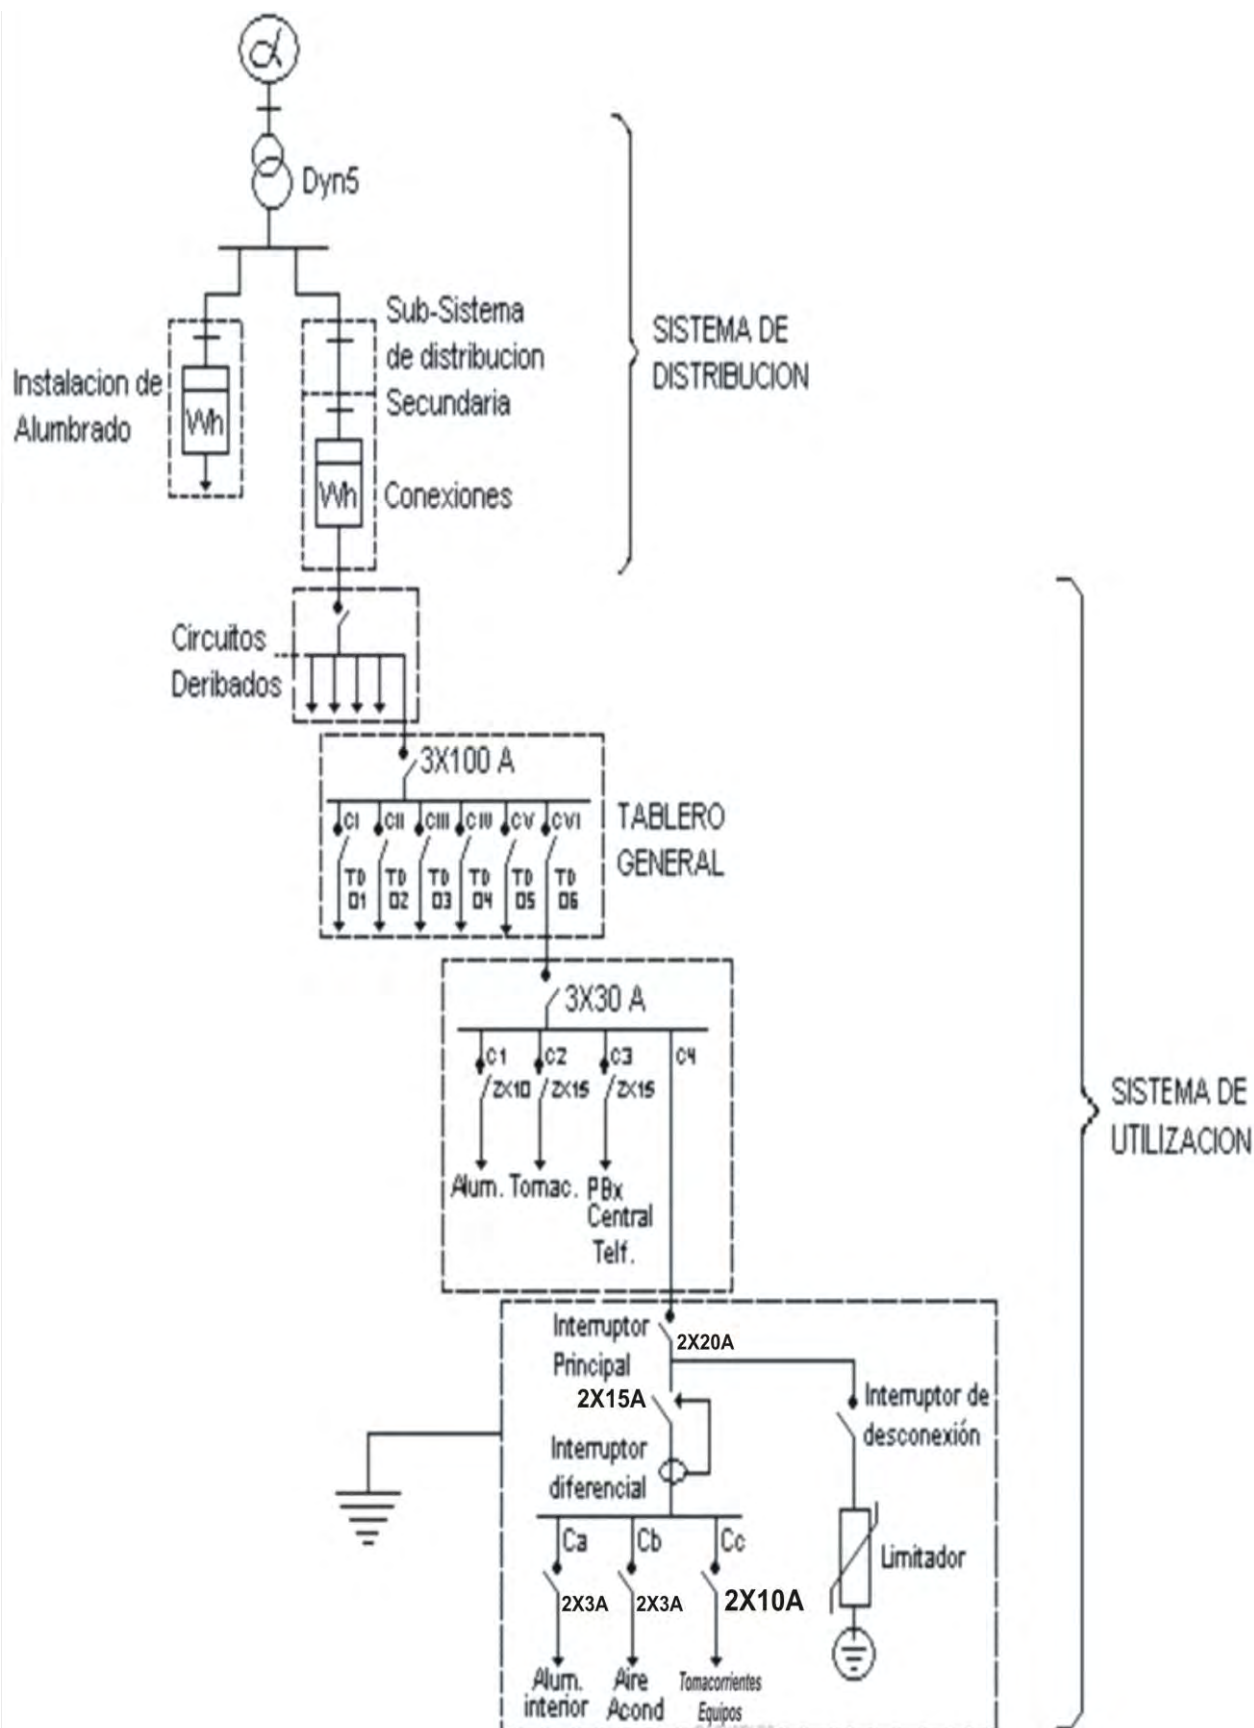 Dyn5
Sub-Sistema
de distribucion
Secundaria
SISTEMA DE
DISTRIBUCION
Instalacion de
Alumbrado
Wh
Wh
Conexiones
Circuitos
Deribados
3X100 A
CI CII CIII CIV CV CVI
TABLERO
GENERAL
TD TD TD TD TD TD
01 02 03 04 05 06
3X30 A
C1 C2 C3 C4
2X10 2X15 2X15
SISTEMA DE
UTILIZACION
Alum. Tomac. PBx
Central
Telf.
Interruptor
Principal
2X20A
2X15A
Interruptor de
desconexión
Interruptor
diferencial
Ca Cb Cc
Limitador
2X3A 2X3A 2X10A
Alum.
interior
Aire
Acond
Tomacorrientes
Equipos